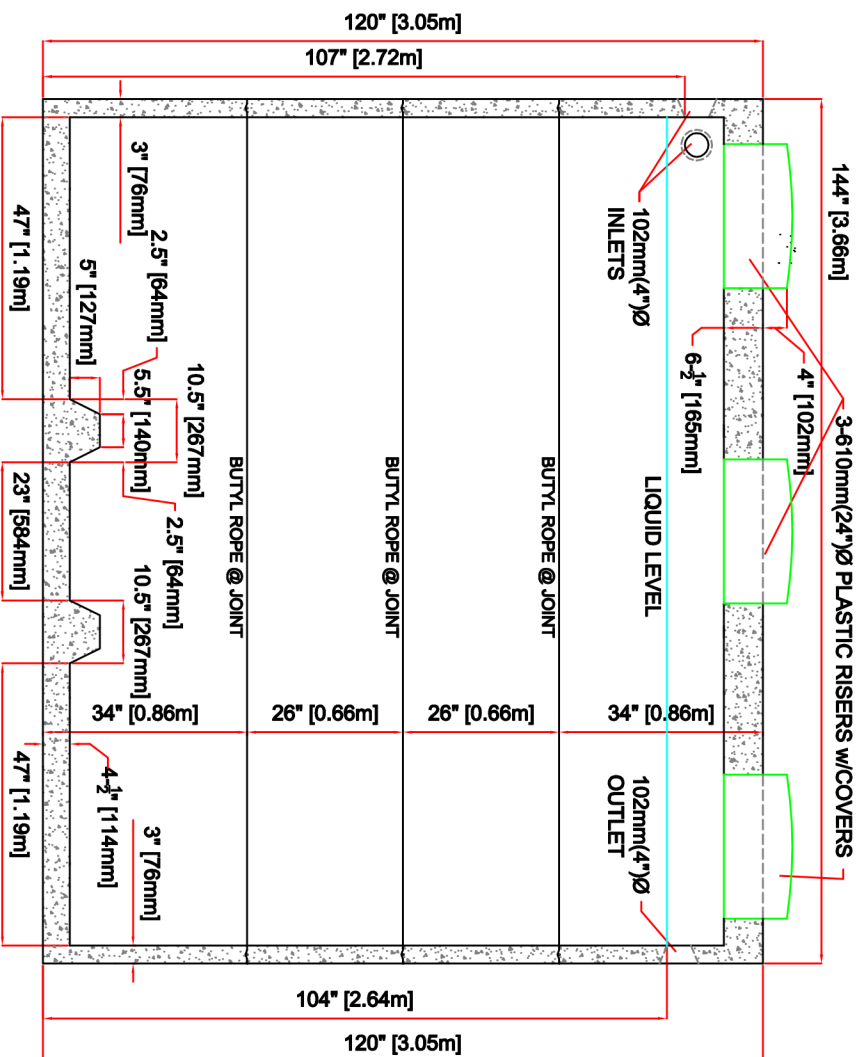 120" [3.05m]
107" [2.72m]
144" [3.66m]
3-610mm(24")Ø PLASTIC RISERS w/COVERS
4" [102mm]
6-1/2" [165mm]
102mm(4")Ø
INLETS
LIQUID LEVEL
102mm(4")Ø
OUTLET
BUTYL ROPE @ JOINT
BUTYL ROPE @ JOINT
BUTYL ROPE @ JOINT
34" [0.86m]
26" [0.66m]
26" [0.66m]
34" [0.86m]
3" [76mm]
2.5" [64mm]
5" [127mm]
5.5" [140mm]
10.5" [267mm]
2.5" [64mm]
10.5" [267mm]
4-1/2" [114mm]
3" [76mm]
47" [1.19m]
23" [584mm]
47" [1.19m]
104" [2.64m]
120" [3.05m]